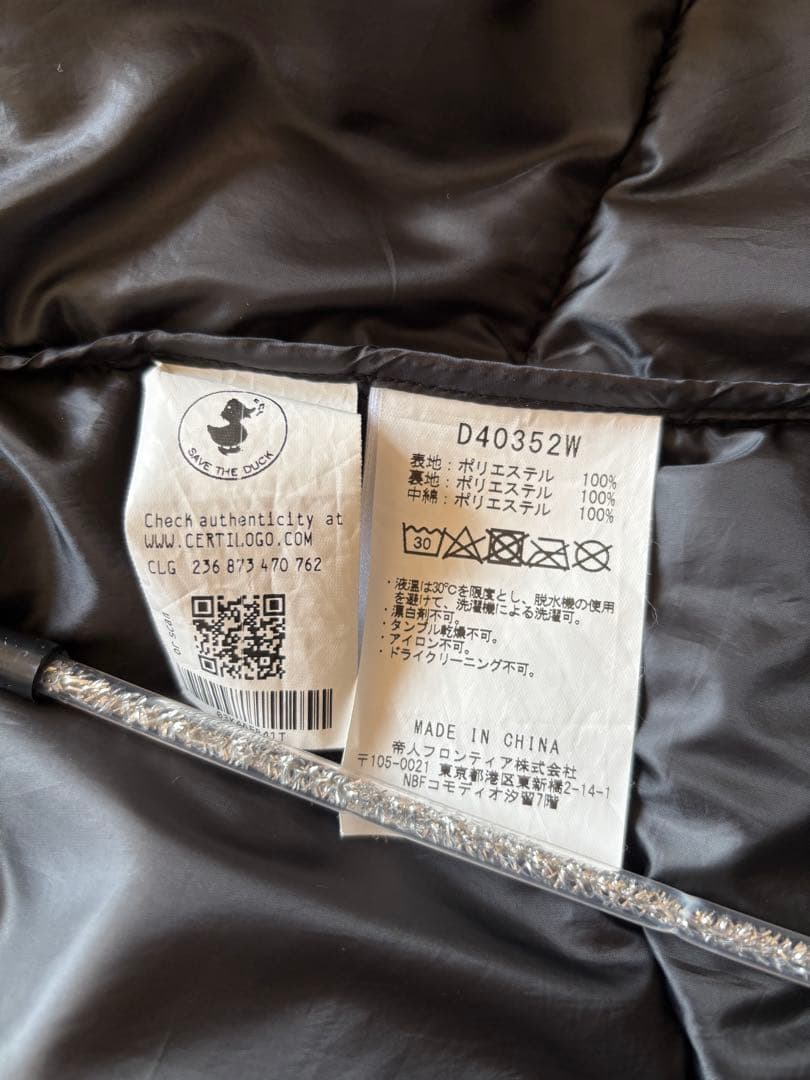 SAVE THE DUCK
Check authenticity at
WWW.CERTILOGO.COM
CLG 236 873 470 762
D40352W
表地：ポリエステル 100%
裏地：ポリエステル 100%
中綿：ポリエステル 100%
30
・液温は30℃を限度とし、脱水機の使用
を避けて、洗濯機による洗濯可。
・漂白剤不可。
・タンブル乾燥不可。
・アイロン不可。
・ドライクリーニング不可。
MADE IN CHINA
帝人フロンティア株式会社
〒105-0021 東京都港区東新橋2-14-1
NBFコモディオ汐留7階